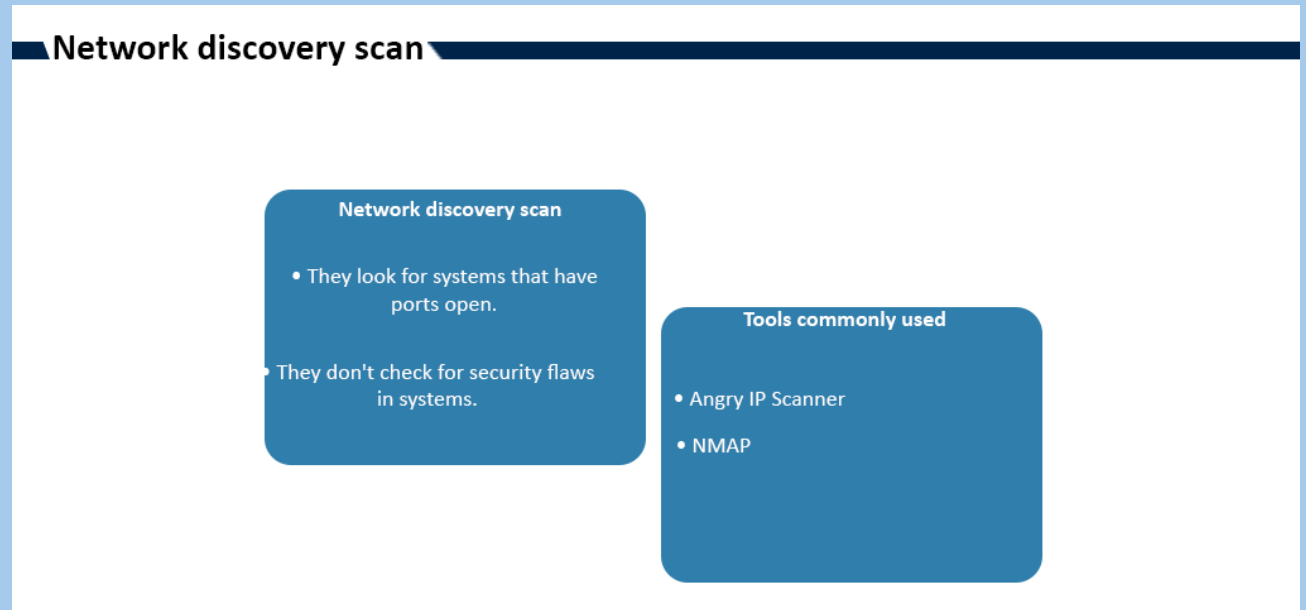 Network discovery scan
Network discovery scan
• They look for systems that have
ports open.
• They don't check for security flaws
in systems.
Tools commonly used
• Angry IP Scanner
• NMAP